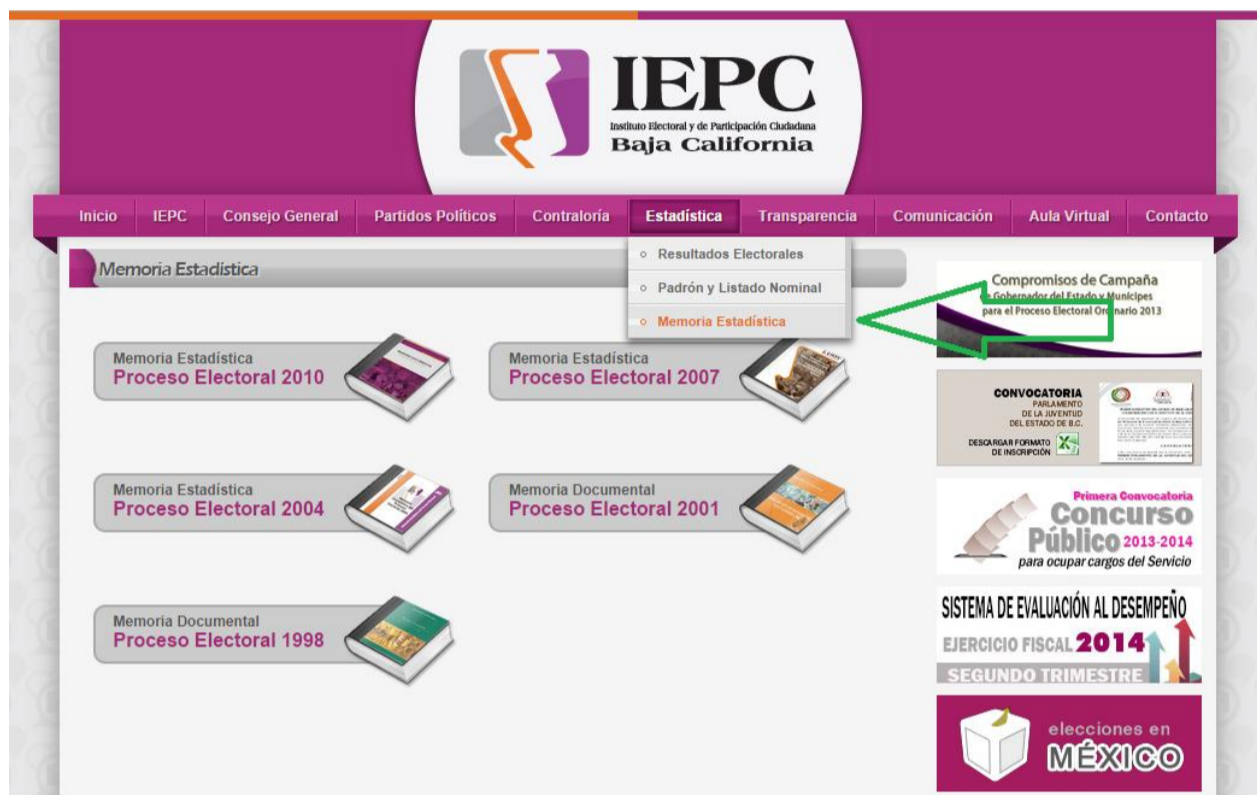 IEPC
Instituto Electoral y de Participación Ciudadana
Baja California
Inicio IEPC Consejo General Partidos Políticos Contraloría Estadística Transparencia Comunicación Aula Virtual Contacto
Resultados Electorales
Padrón y Listado Nominal
Memoria Estadística
Memoria Estadística
Memoria Estadística
Proceso Electoral 2010
Memoria Estadística
Proceso Electoral 2007
Memoria Estadística
Proceso Electoral 2004
Memoria Documental
Proceso Electoral 2001
Memoria Documental
Proceso Electoral 1998
Compromisos de Campaña
de Gobernador del Estado y Munícipes
para el Proceso Electoral Ordinario 2013
CONVOCATORIA
PARLAMENTO
DE LA JUVENTUD
DEL ESTADO DE B.C.
DESCARGAR FORMATO
DE INSCRIPCIÓN
Primera Convocatoria
Concurso
Público 2013-2014
para ocupar cargos del Servicio
SISTEMA DE EVALUACIÓN AL DESEMPEÑO
EJERCICIO FISCAL 2014
SEGUNDO TRIMESTRE
elecciones en
MÉXICO